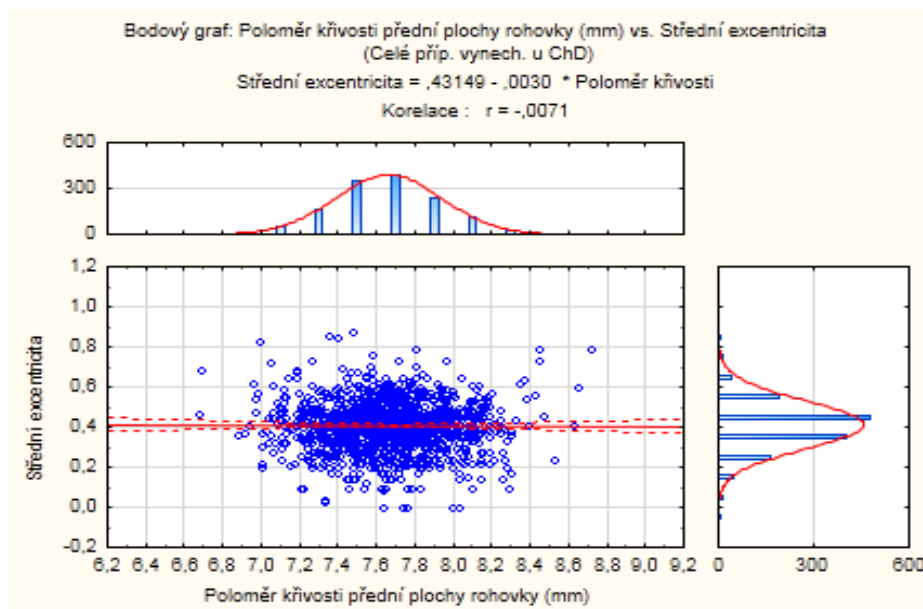 Bodový graf: Poloměr křivosti přední plochy rohovky (mm) vs. Střední excentricita
(Celé příp. vynech. u ChD)
Střední excentricita = ,43149 - ,0030 * Poloměr křivosti
Korelace : r = -,0071
600
300
0
1,2
1,0
0,8
0,6
0,4
0,2
0,0
-0,2
Střední excentricita
6,2 6,4 6,6 6,8 7,0 7,2 7,4 7,6 7,8 8,0 8,2 8,4 8,6 8,8 9,0 9,2
0 300 600
Poloměr křivosti přední plochy rohovky (mm)